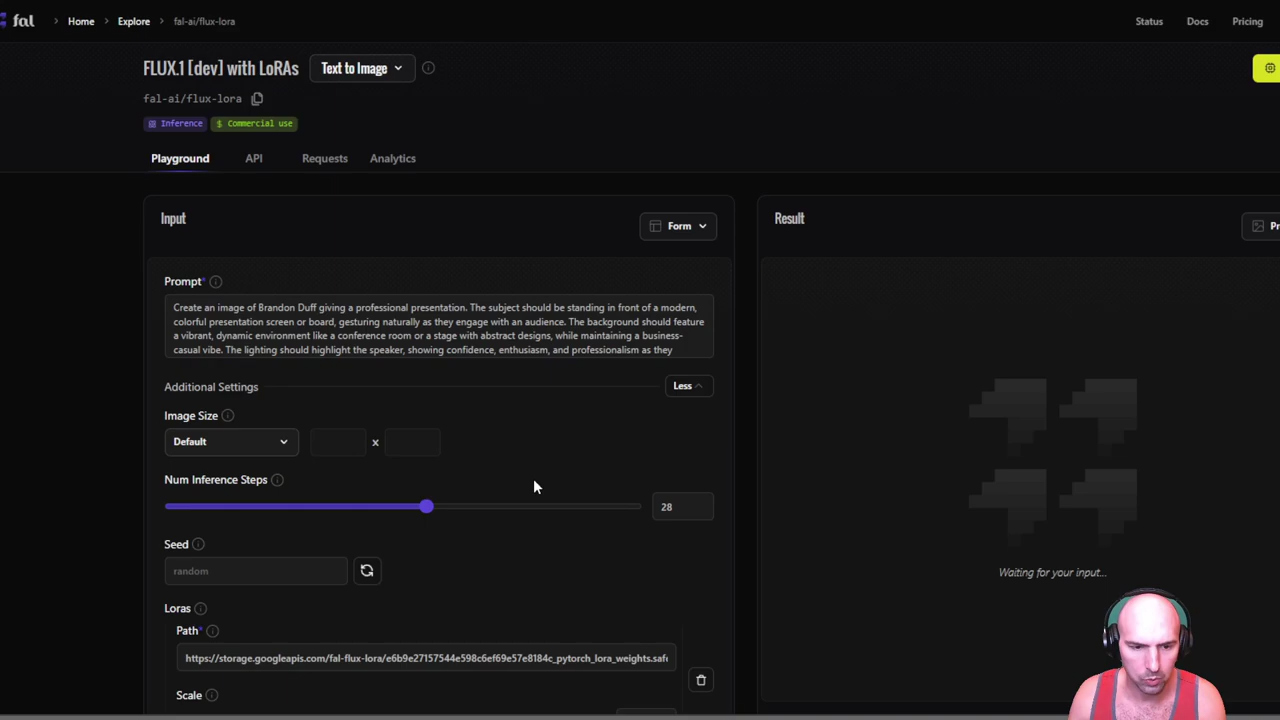 fal > Home > Explore > fal-ai/flux-lora Status Docs Pricing
FLUX.1 [dev] with LoRAs Text to Image
fal-ai/flux-lora
Inference $ Commercial use
Playground API Requests Analytics
Input Form
Prompt*
Create an image of Brandon Duff giving a professional presentation. The subject should be standing in front of a modern,
colorful presentation screen or board, gesturing naturally as they engage with an audience. The background should feature
a vibrant, dynamic environment like a conference room or a stage with abstract designs, while maintaining a business-
casual vibe. The lighting should highlight the speaker, showing confidence, enthusiasm, and professionalism as they
Additional Settings Less
Image Size
Default x
Num Inference Steps
28
Seed
random
Loras
Path*
https://storage.googleapis.com/fal-flux-lora/e6b9e27157544e598c6ef69e57e8184c_pytorch_lora_weights.safe
Scale
Result Pr
Waiting for your input...